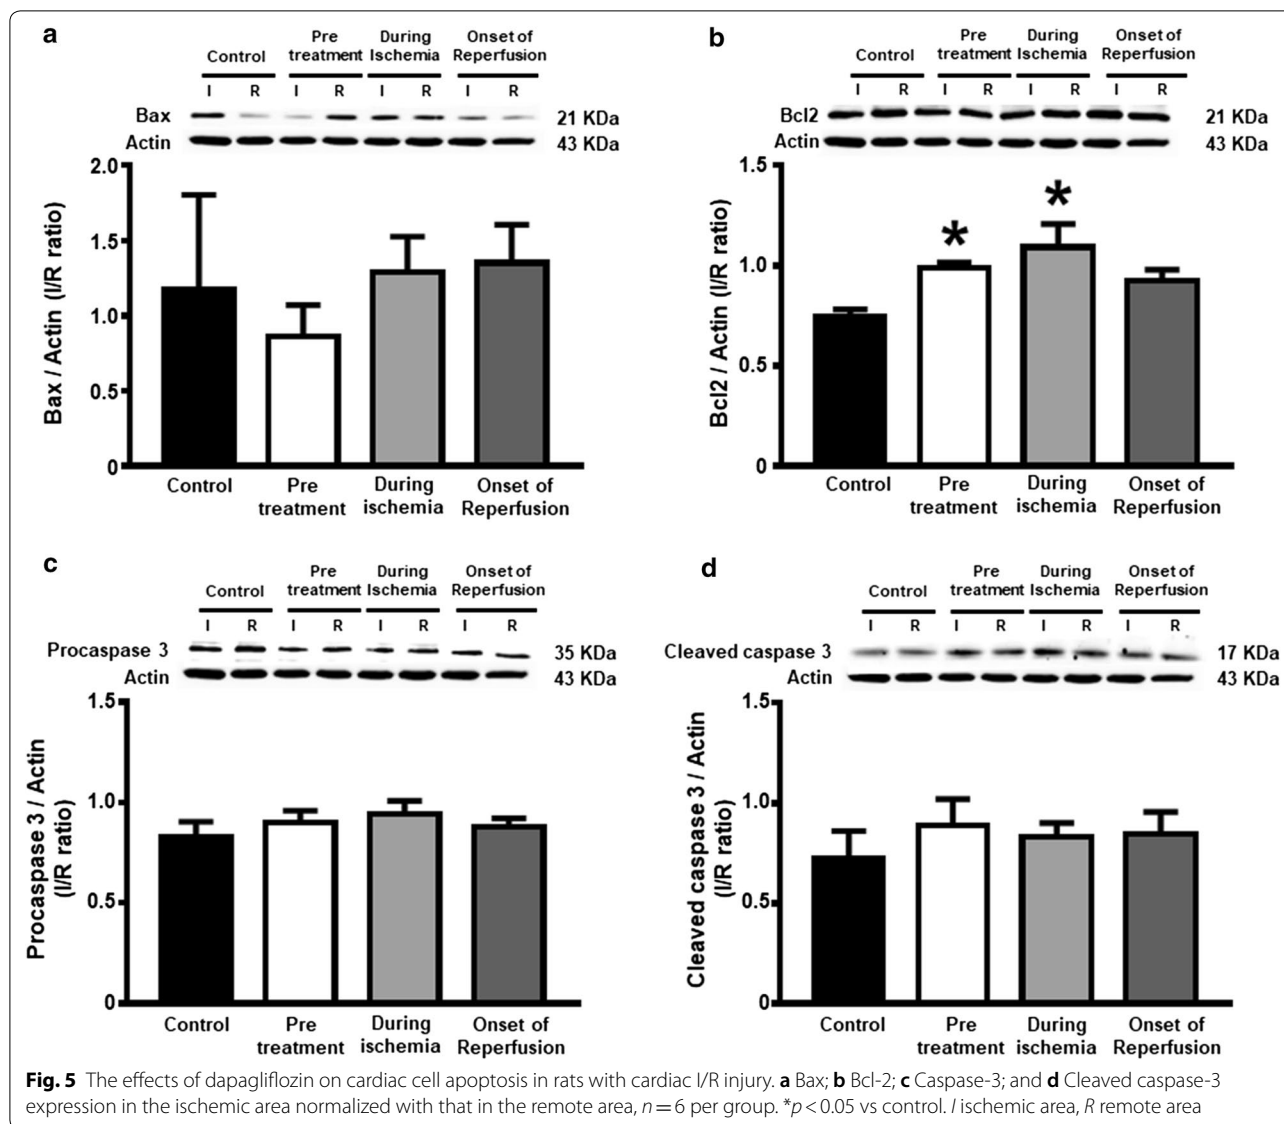 a
Control
Pre treatment
During Ischemia
Onset of Reperfusion
I R I R I R I R
Bax 21 KDa
Actin 43 KDa
Bax / Actin (I/R ratio)
2.0
1.5
1.0
0.5
0
Control
Pre treatment
During ischemia
Onset of Reperfusion
b
Control
Pre treatment
During Ischemia
Onset of Reperfusion
I R I R I R I R
Bcl2 21 KDa
Actin 43 KDa
Bcl2 / Actin (I/R ratio)
1.5
1.0
0.5
0
* *
Control
Pre treatment
During ischemia
Onset of Reperfusion
c
Control
Pre treatment
During Ischemia
Onset of Reperfusion
I R I R I R I R
Procaspase 3 35 KDa
Actin 43 KDa
Procaspase 3 / Actin
(I/R ratio)
1.5
1.0
0.5
0
Control
Pre treatment
During ischemia
Onset of Reperfusion
d
Control
Pre treatment
During Ischemia
Onset of Reperfusion
I R I R I R I R
Cleaved caspase 3 17 KDa
Actin 43 KDa
Cleaved caspase 3 / Actin
(I/R ratio)
1.5
1.0
0.5
0
Control
Pre treatment
During ischemia
Onset of Reperfusion
Fig. 5 The effects of dapagliflozin on cardiac cell apoptosis in rats with cardiac I/R injury. a Bax; b Bcl-2; c Caspase-3; and d Cleaved caspase-3
expression in the ischemic area normalized with that in the remote area, n = 6 per group. *p < 0.05 vs control. I ischemic area, R remote area